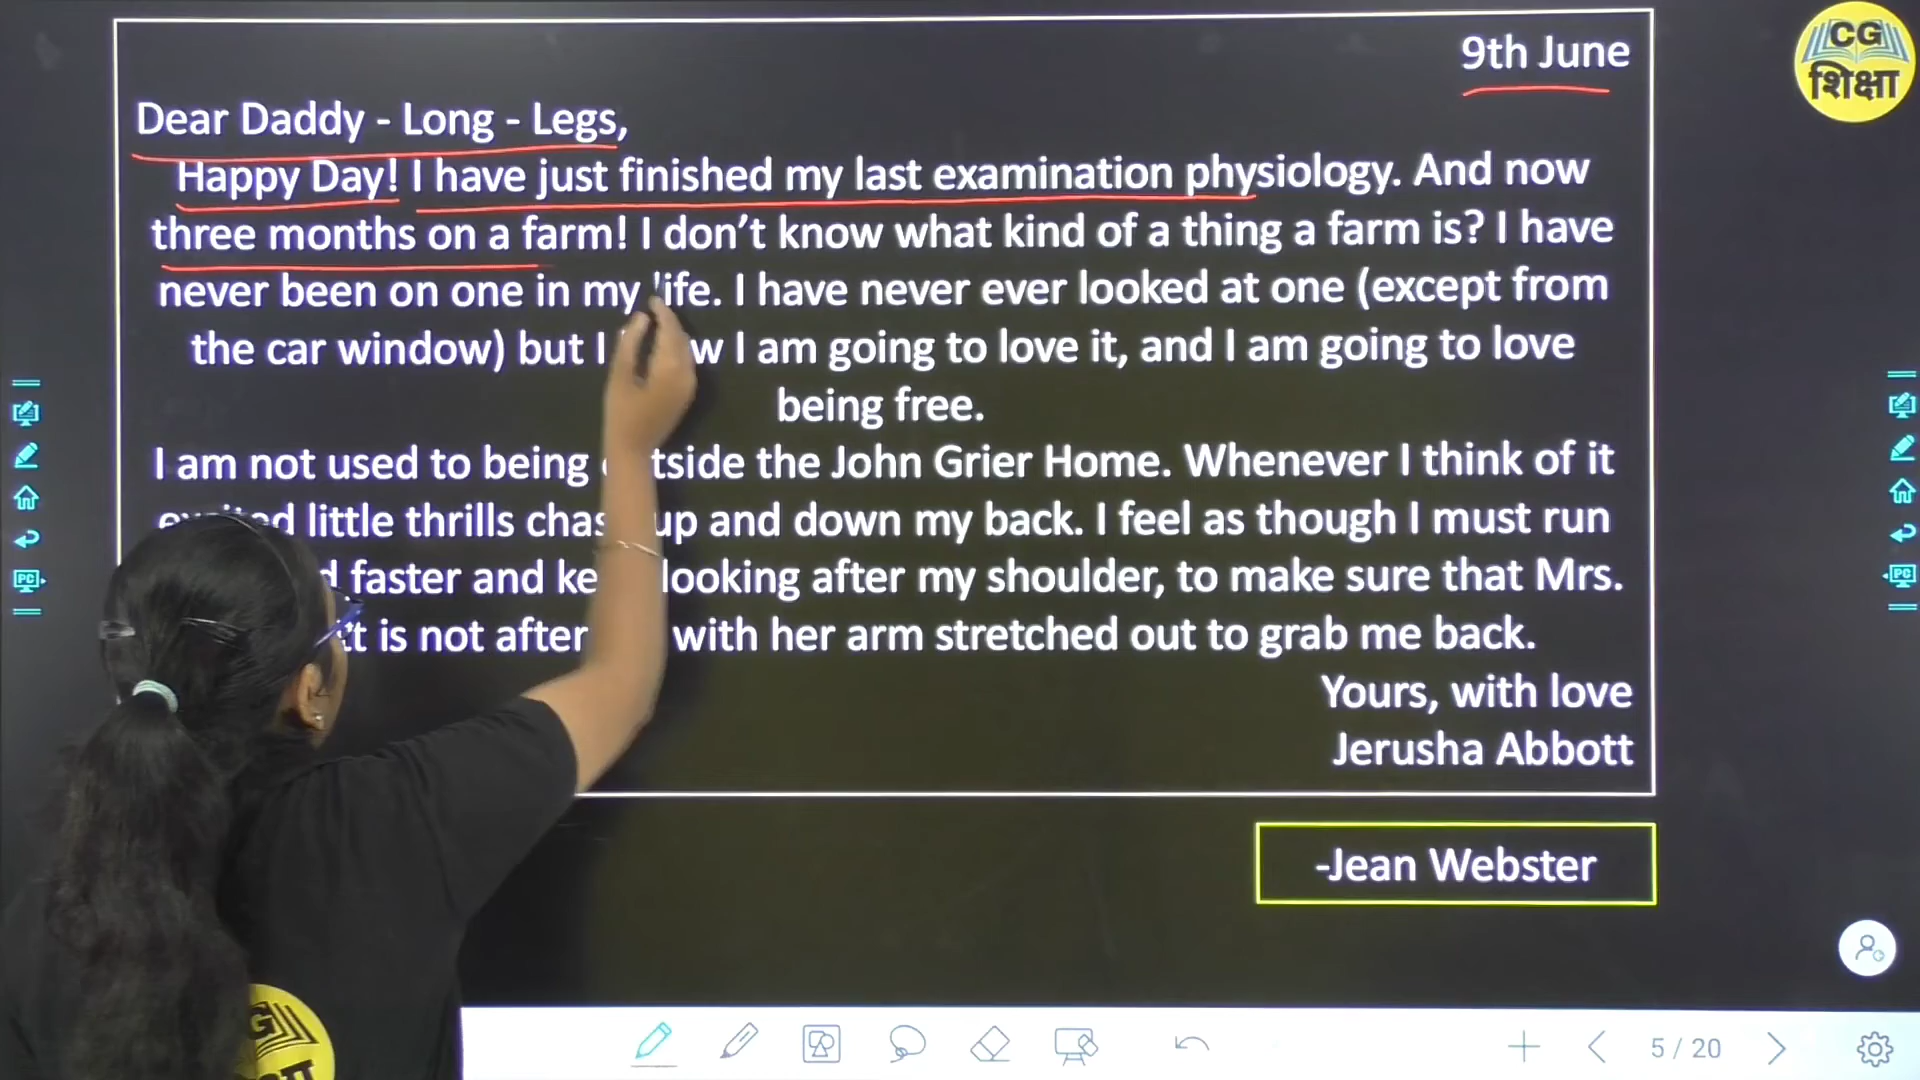 9th June
CG
शिक्षा
Dear Daddy - Long - Legs,
Happy Day! I have just finished my last examination physiology. And now
three months on a farm! I don't know what kind of a thing a farm is? I have
never been on one in my life. I have never ever looked at one (except from
the car window) but I I am going to love it, and I am going to love
being free.
I am not used to being the John Grier Home. Whenever I think of it
little thrills up and down my back. I feel as though I must run
faster and looking after my shoulder, to make sure that Mrs.
is not after with her arm stretched out to grab me back.
Yours, with love
Jerusha Abbott
-Jean Webster
PC
PC
5 / 20